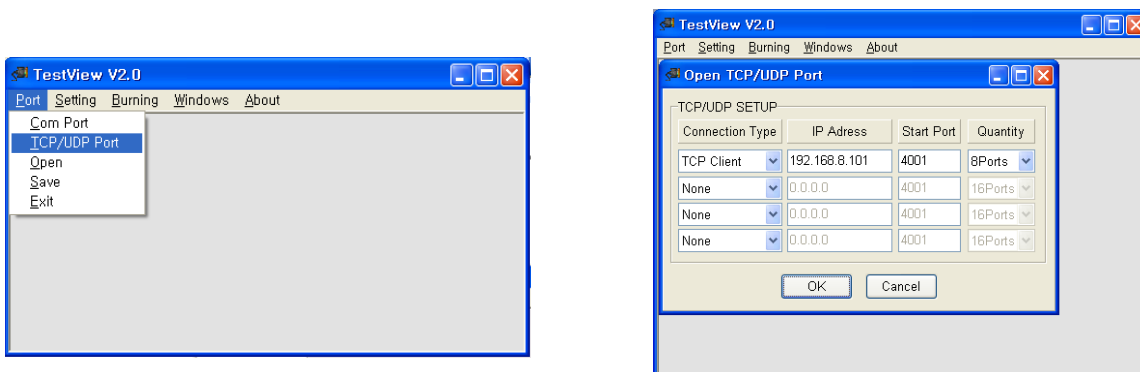 TestView V2.0
Port Setting Burning Windows About
Com Port
TCP/UDP Port
Open
Save
Exit
TestView V2.0
Port Setting Burning Windows About
Open TCP/UDP Port
TCP/UDP SETUP
Connection Type IP Adress Start Port Quantity
TCP Client 192.168.8.101 4001 8Ports
None 0.0.0.0 4001 16Ports
None 0.0.0.0 4001 16Ports
None 0.0.0.0 4001 16Ports
OK Cancel